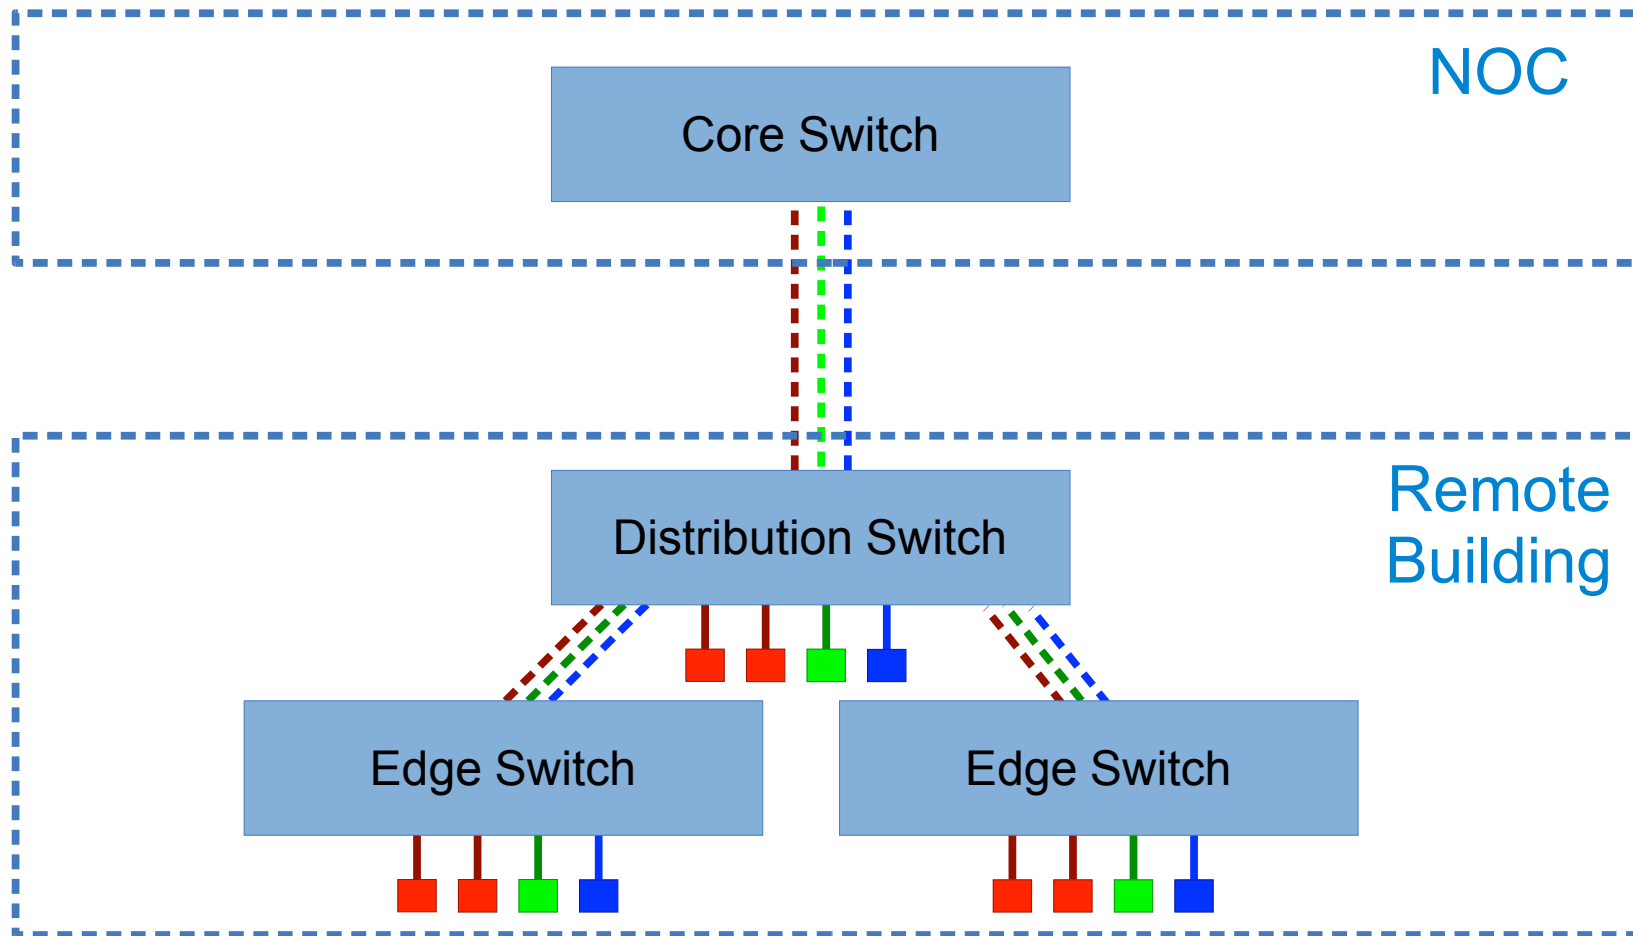 NOC
Core Switch
Remote
Building
Distribution Switch
Edge Switch
Edge Switch